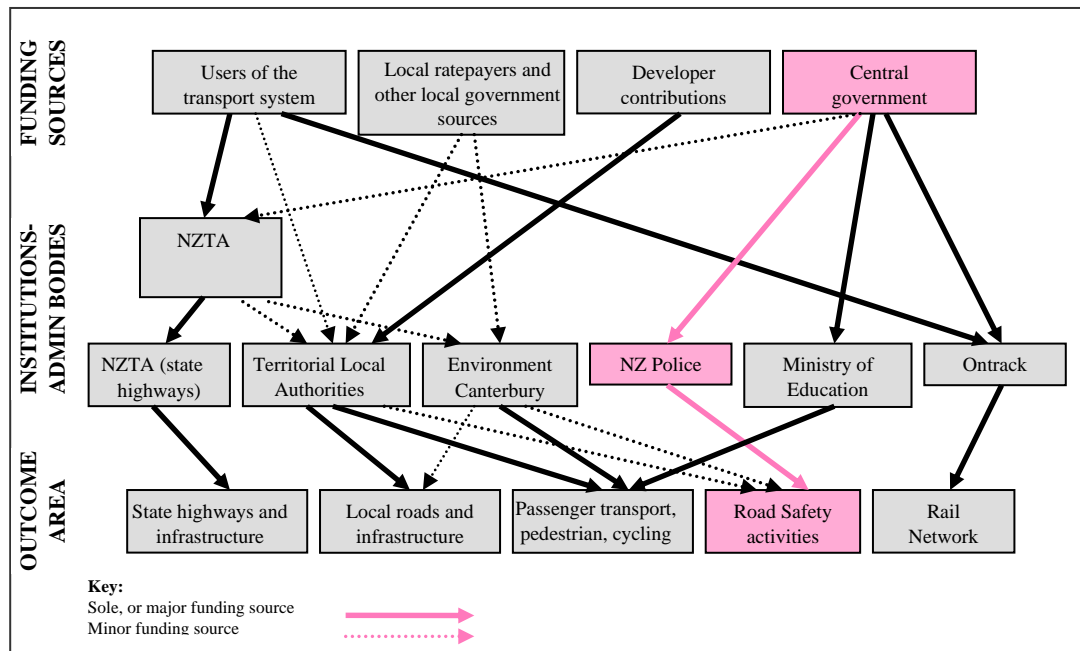 FUNDING
SOURCES
Users of the
transport system
Local ratepayers and
other local government
sources
Developer
contributions
Central
government
INSTITUTIONS-
ADMIN BODIES
NZTA
NZTA (state
highways)
Territorial Local
Authorities
Environment
Canterbury
NZ Police
Ministry of
Education
Ontrack
OUTCOME
AREA
State highways and
infrastructure
Local roads and
infrastructure
Passenger transport,
pedestrian, cycling
Road Safety
activities
Rail
Network
Key:
Sole, or major funding source
Minor funding source